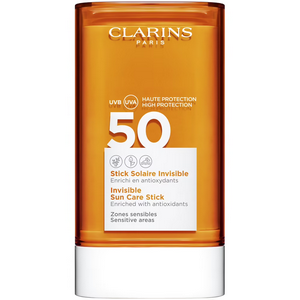 CLARINS
PARIS
UVB UVA HAUTE PROTECTION
HIGH PROTECTION
50
Stick Solaire Invisible
Enrichi en antioxydants
Invisible
Sun Care Stick
Enriched with antioxidants
Zones sensibles
Sensitive areas